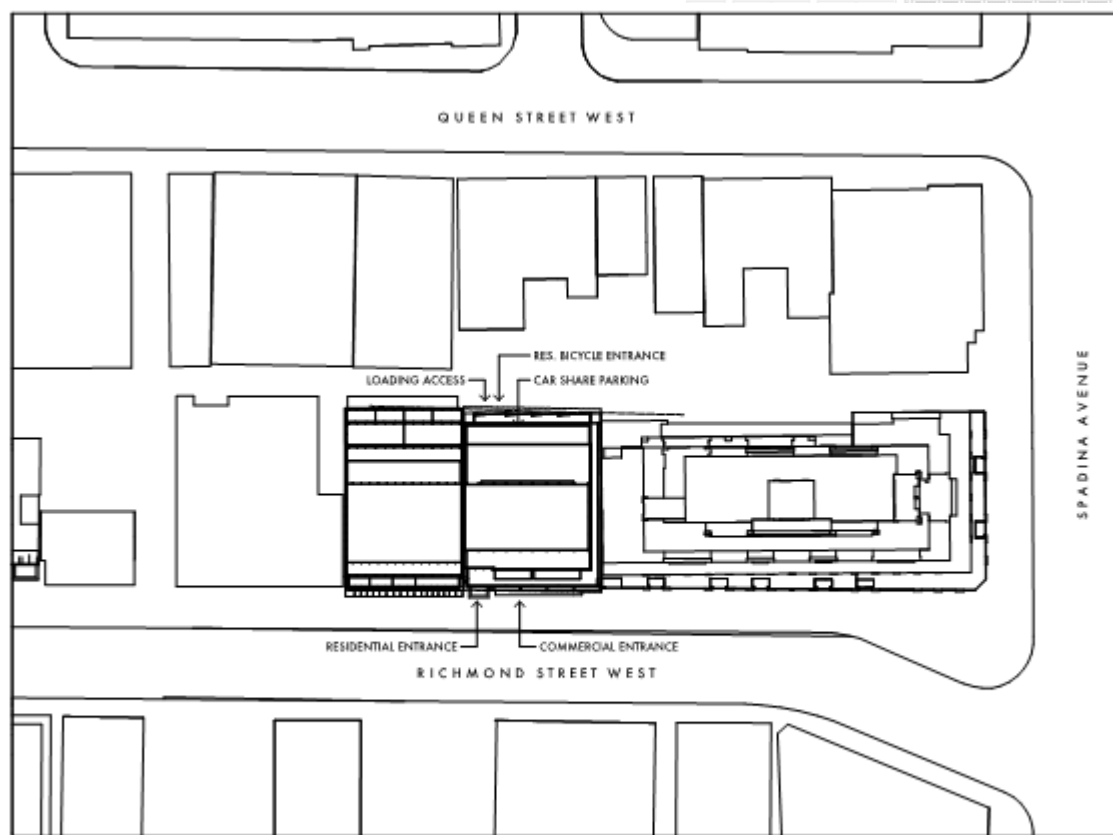 QUEEN STREET WEST
RES. BICYCLE ENTRANCE
LOADING ACCESS
CAR SHARE PARKING
SPADINA AVENUE
RESIDENTIAL ENTRANCE
COMMERCIAL ENTRANCE
RICHMOND STREET WEST